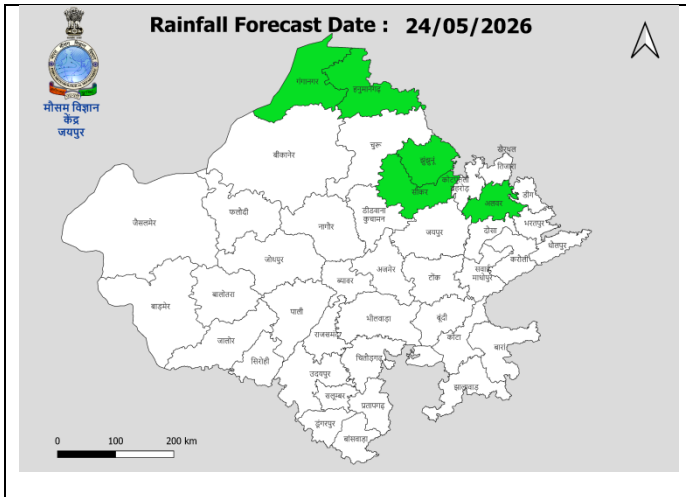 Rainfall Forecast Date : 24/05/2026
मौसम विज्ञान
केंद्र
जयपुर
गंगानगर
हनुमानगढ़
बीकानेर
चुरू
झुंझुनूं
सीकर
खैरथल
तिजारा
अलवर
डीग
भरतपुर
जैसलमेर
फलौदी
नागौर
डीडवाना
कुचामन
जयपुर
दौसा
धोलपुर
करौली
जोधपुर
अजमेर
टोंक
सवाई
माधोपुर
ब्यावर
बाड़मेर
बालोतरा
पाली
भीलवाड़ा
बूंदी
कोटा
बारां
जालोर
सिरोही
राजसमंद
चित्तौड़गढ़
उदयपुर
झालावाड़
सलूम्बर
प्रतापगढ़
डूंगरपुर
बांसवाड़ा
0 100 200 km